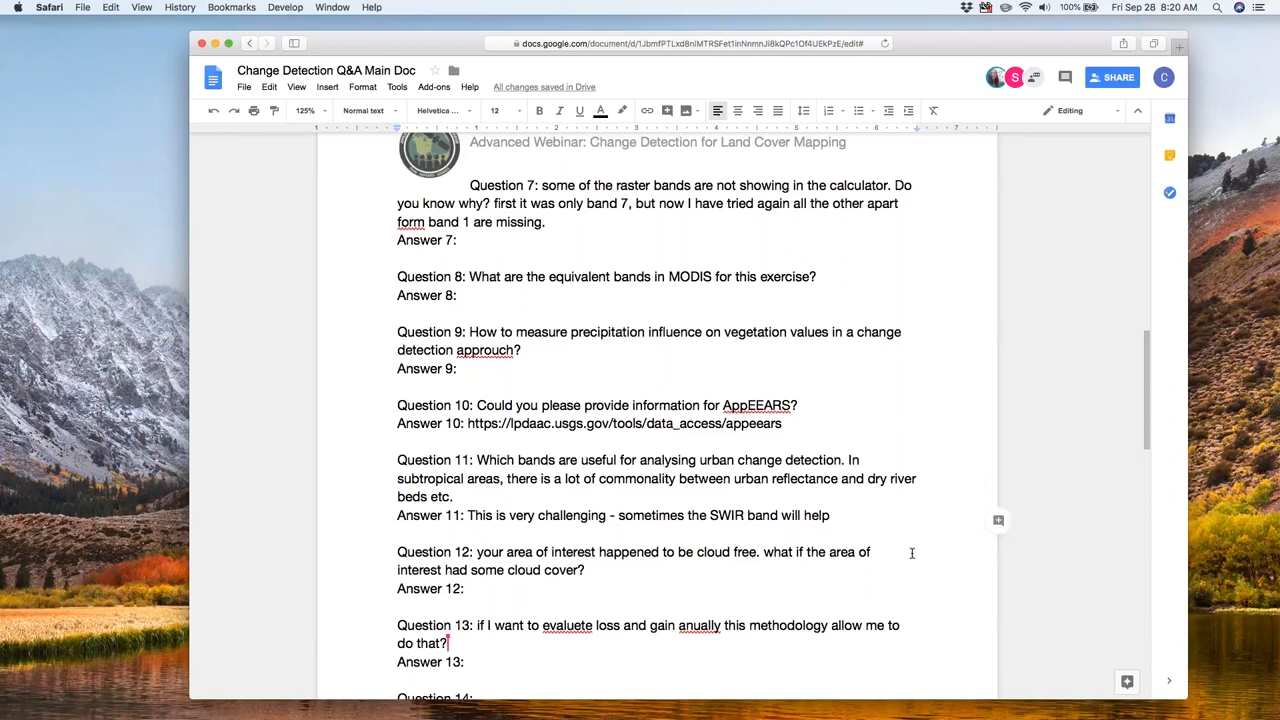 Safari File Edit View History Bookmarks Develop Window Help 100% Fri Sep 28 8:20 AM
docs.google.com/document/d/1JbmfPTLxd8nIMTRSFet1inNnmnJi8kQPc1Of4UEkPzE/edit#
Change Detection Q&A Main Doc
File Edit View Insert Format Tools Add-ons Help All changes saved in Drive
S
SHARE
C
125% Normal text Helvetica ... 12 B I U A Editing
1 1 2 3 4 5 6 7
Advanced Webinar: Change Detection for Land Cover Mapping
Question 7: some of the raster bands are not showing in the calculator. Do
you know why? first it was only band 7, but now I have tried again all the other apart
form band 1 are missing.
Answer 7:
Question 8: What are the equivalent bands in MODIS for this exercise?
Answer 8:
Question 9: How to measure precipitation influence on vegetation values in a change
detection approuch?
Answer 9:
Question 10: Could you please provide information for AppEEARS?
Answer 10: https://lpdaac.usgs.gov/tools/data_access/appeears
Question 11: Which bands are useful for analysing urban change detection. In
subtropical areas, there is a lot of commonality between urban reflectance and dry river
beds etc.
Answer 11: This is very challenging - sometimes the SWIR band will help
Question 12: your area of interest happened to be cloud free. what if the area of
interest had some cloud cover?
Answer 12:
Question 13: if I want to evaluete loss and gain anually this methodology allow me to
do that?
Answer 13:
Question 14: